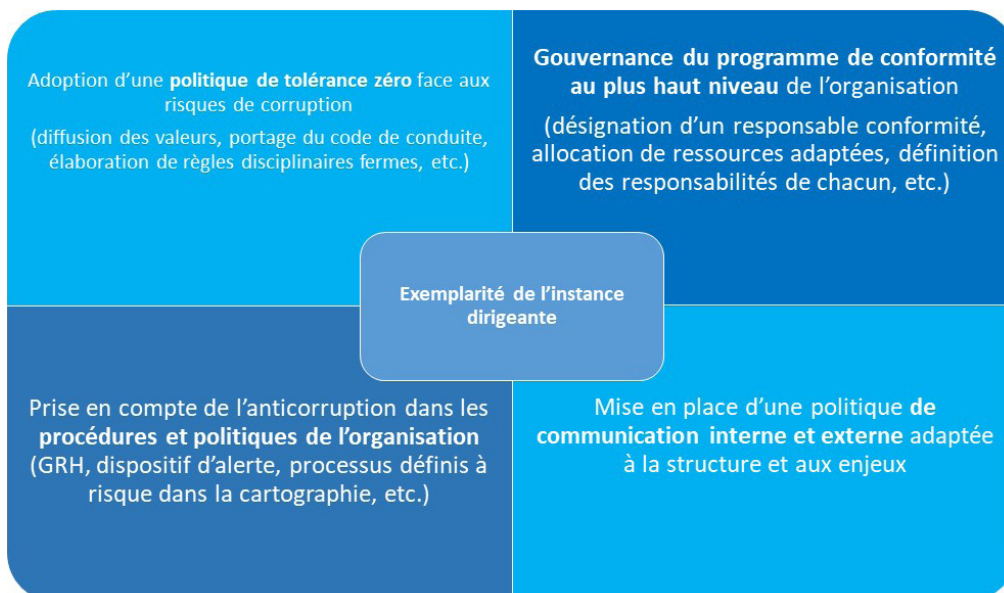 Adoption d’une politique de tolérance zéro face aux
risques de corruption
(diffusion des valeurs, portage du code de conduite,
élaboration de règles disciplinaires fermes, etc.)
Gouvernance du programme de conformité
au plus haut niveau de l’organisation
(désignation d’un responsable conformité,
allocation de ressources adaptées, définition
des responsabilités de chacun, etc.)
Exemplarité de l’instance
dirigeante
Prise en compte de l’anticorruption dans les
procédures et politiques de l’organisation
(GRH, dispositif d’alerte, processus définis à
risque dans la cartographie, etc.)
Mise en place d’une politique de
communication interne et externe adaptée
à la structure et aux enjeux